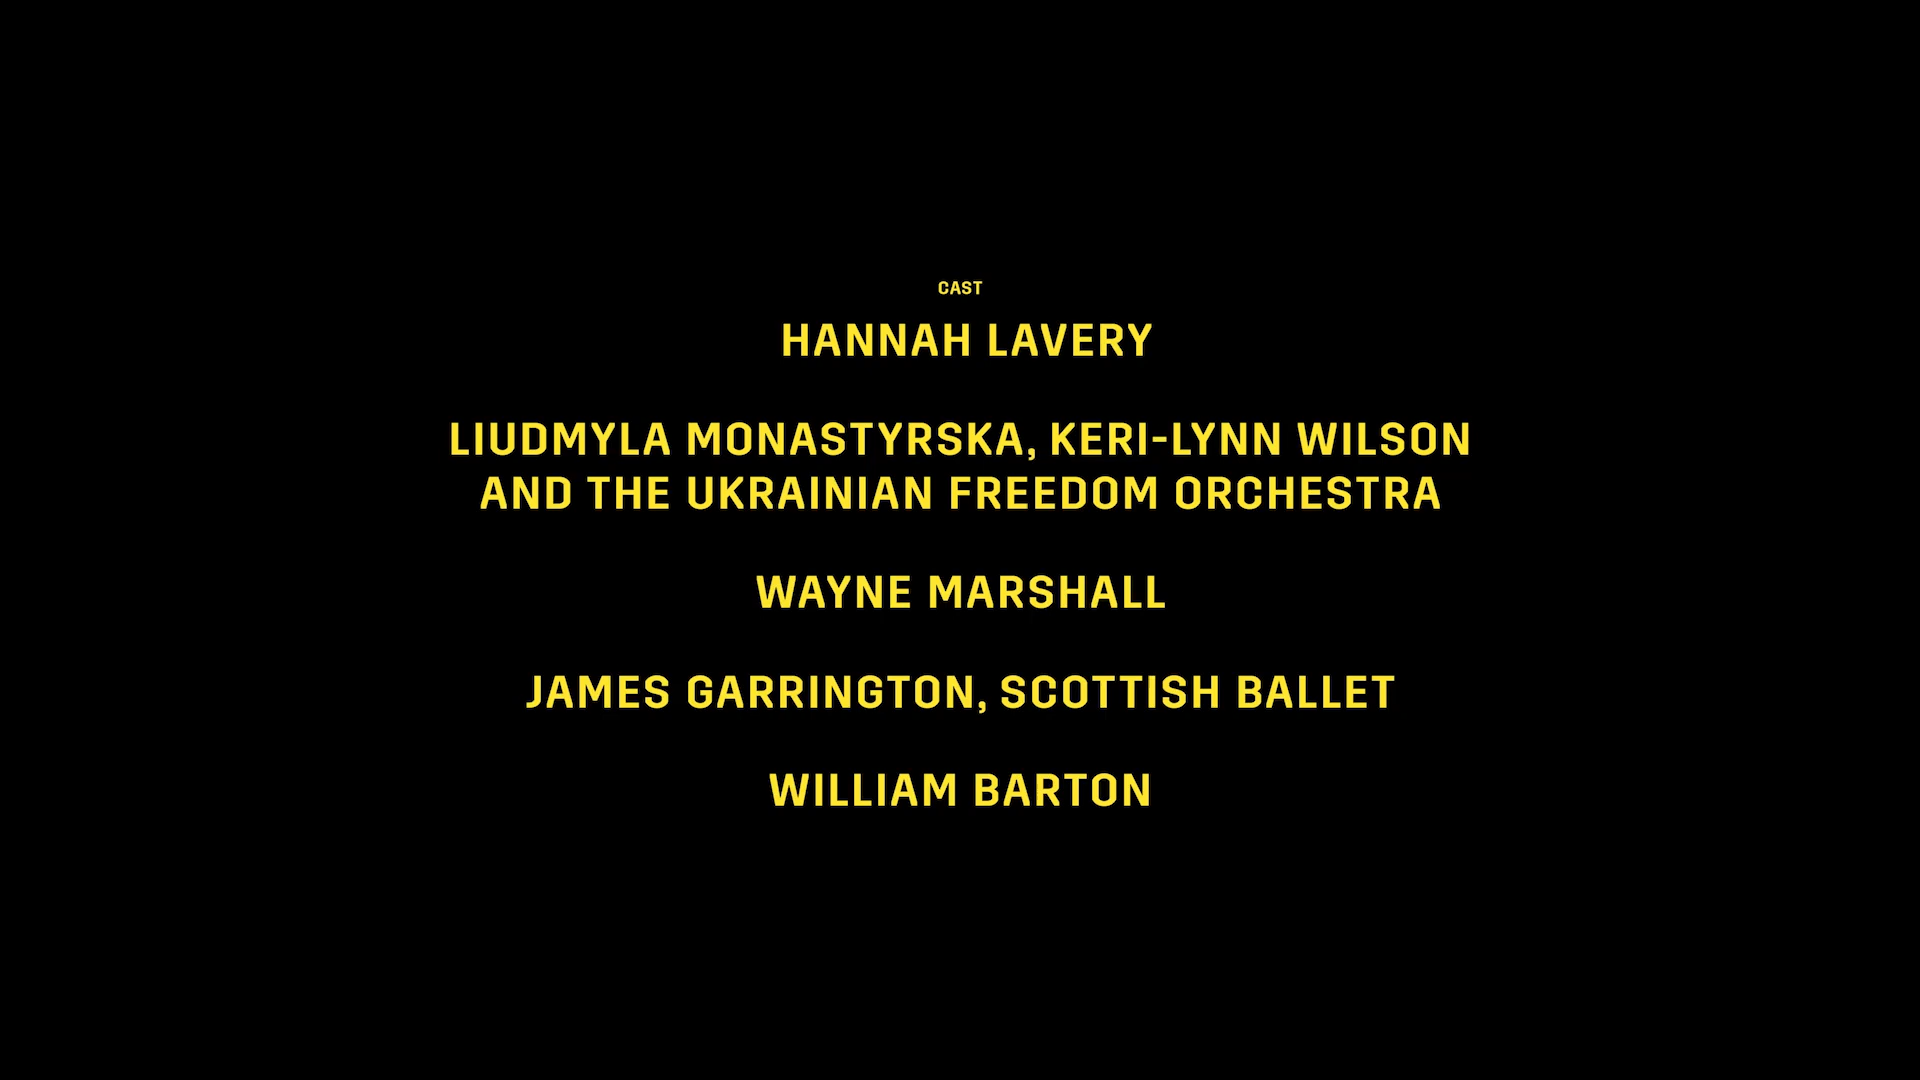 CAST
HANNAH LAVERY
LIUDMYLA MONASTYRSKA, KERI-LYNN WILSON
AND THE UKRAINIAN FREEDOM ORCHESTRA
WAYNE MARSHALL
JAMES GARRINGTON, SCOTTISH BALLET
WILLIAM BARTON